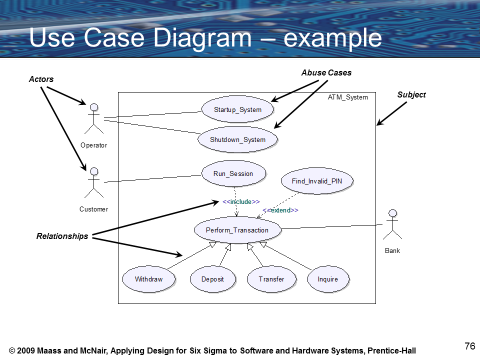 Use Case Diagram – example
Actors
Abuse Cases
Subject
ATM_System
Startup_System
Operator
Shutdown_System
Run_Session
Find_Invalid_PIN
Customer
<<include>>
<<extend>>
Relationships
Perform_Transaction
Bank
Withdraw
Deposit
Transfer
Inquire
© 2009 Maass and McNair, Applying Design for Six Sigma to Software and Hardware Systems, Prentice-Hall
76